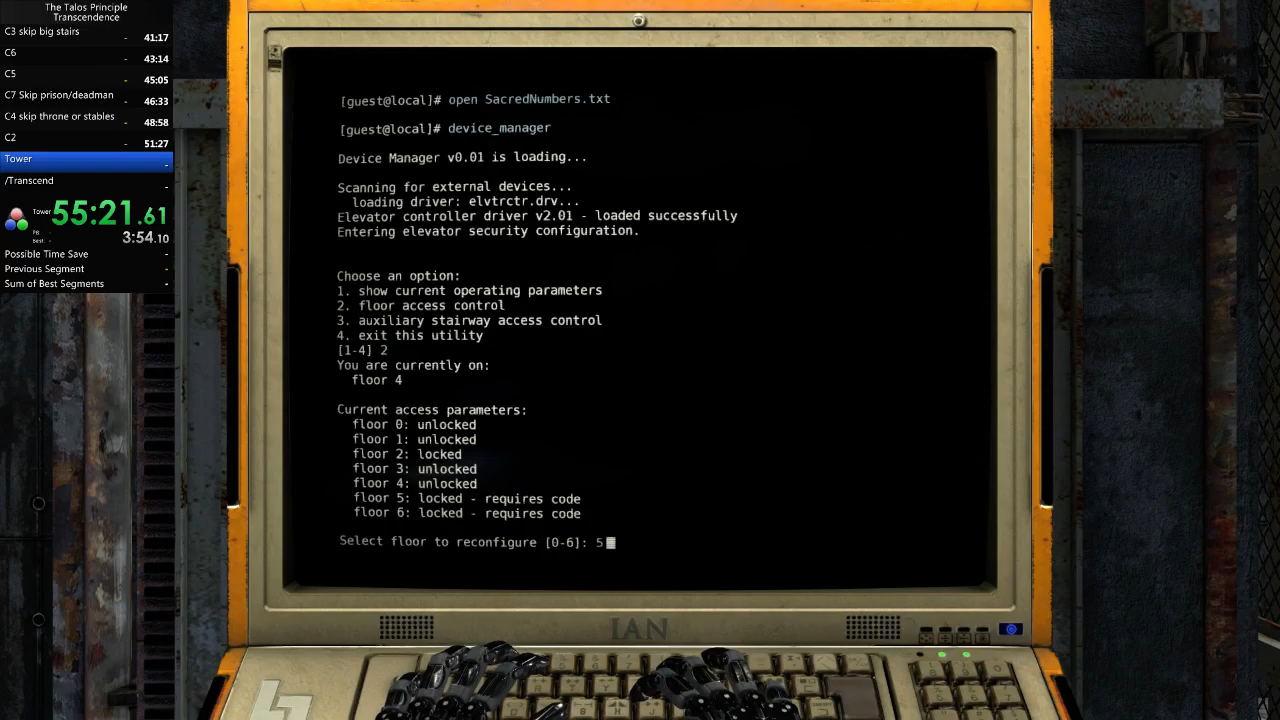 The Talos Principle
Transcendence
C3 skip big stairs - 41:17
C6 - 43:14
C5 - 45:05
C7 Skip prison/deadman - 46:33
C4 skip throne or stables - 48:58
C2 - 51:27
Tower -
/Transcend -
Tower 55:21.61
PB: -
Best: - 3:54.10
Possible Time Save -
Previous Segment -
Sum of Best Segments -
[guest@local]# open SacredNumbers.txt
[guest@local]# device_manager
Device Manager v0.01 is loading...
Scanning for external devices...
loading driver: elvtrctr.drv...
Elevator controller driver v2.01 - loaded successfully
Entering elevator security configuration.
Choose an option:
1. show current operating parameters
2. floor access control
3. auxiliary stairway access control
4. exit this utility
[1-4] 2
You are currently on:
floor 4
Current access parameters:
floor 0: unlocked
floor 1: unlocked
floor 2: locked
floor 3: unlocked
floor 4: unlocked
floor 5: locked - requires code
floor 6: locked - requires code
Select floor to reconfigure [0-6]: 5
IAN